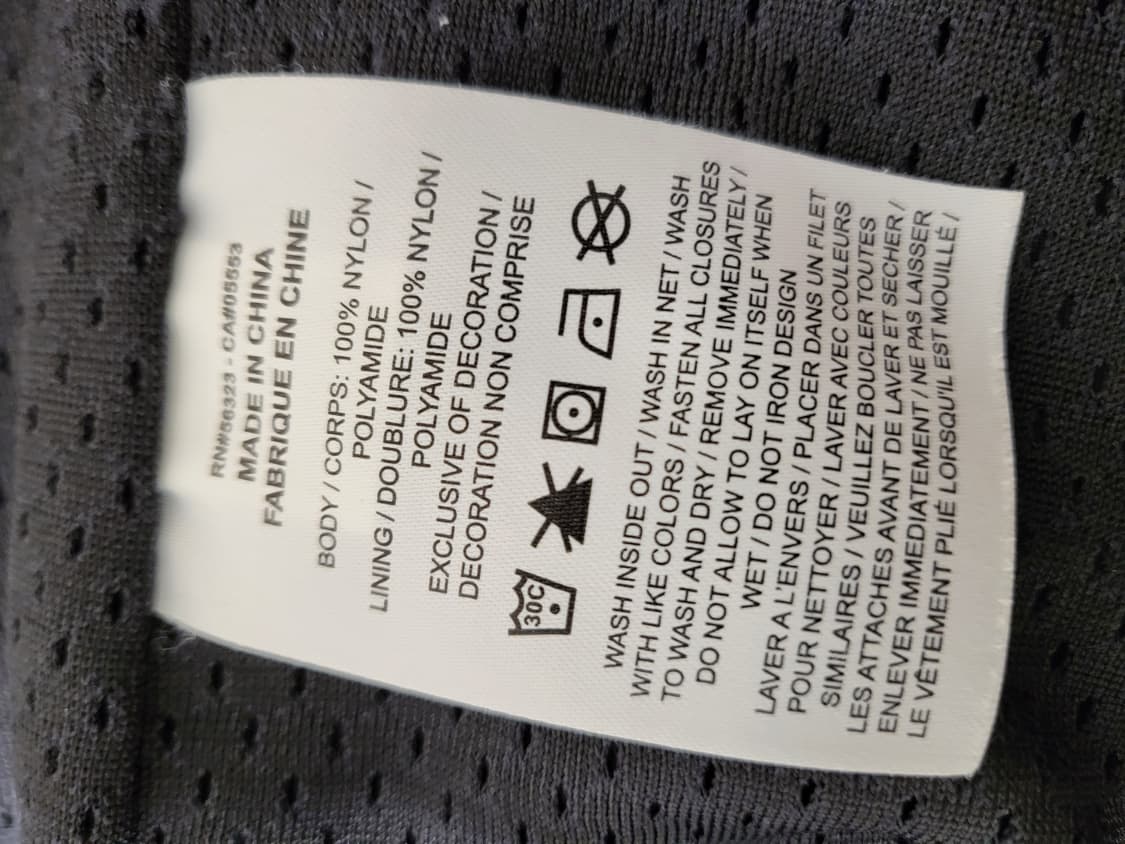 RN#56323 - CA#05553
MADE IN CHINA
FABRIQUE EN CHINE
BODY / CORPS: 100% NYLON /
POLYAMIDE
LINING / DOUBLURE: 100% NYLON /
POLYAMIDE
EXCLUSIVE OF DECORATION /
DECORATION NON COMPRISE
30C
WASH INSIDE OUT / WASH IN NET / WASH
WITH LIKE COLORS / FASTEN ALL CLOSURES
TO WASH AND DRY / REMOVE IMMEDIATELY /
DO NOT ALLOW TO LAY ON ITSELF WHEN
WET / DO NOT IRON DESIGN
LAVER A L'ENVERS / PLACER DANS UN FILET
POUR NETTOYER / LAVER AVEC COULEURS
SIMILAIRES / VEUILLEZ BOUCLER TOUTES
LES ATTACHES AVANT DE LAVER ET SECHER /
ENLEVER IMMEDIATEMENT / NE PAS LAISSER
LE VÊTEMENT PLIÉ LORSQU'IL EST MOUILLÉ /